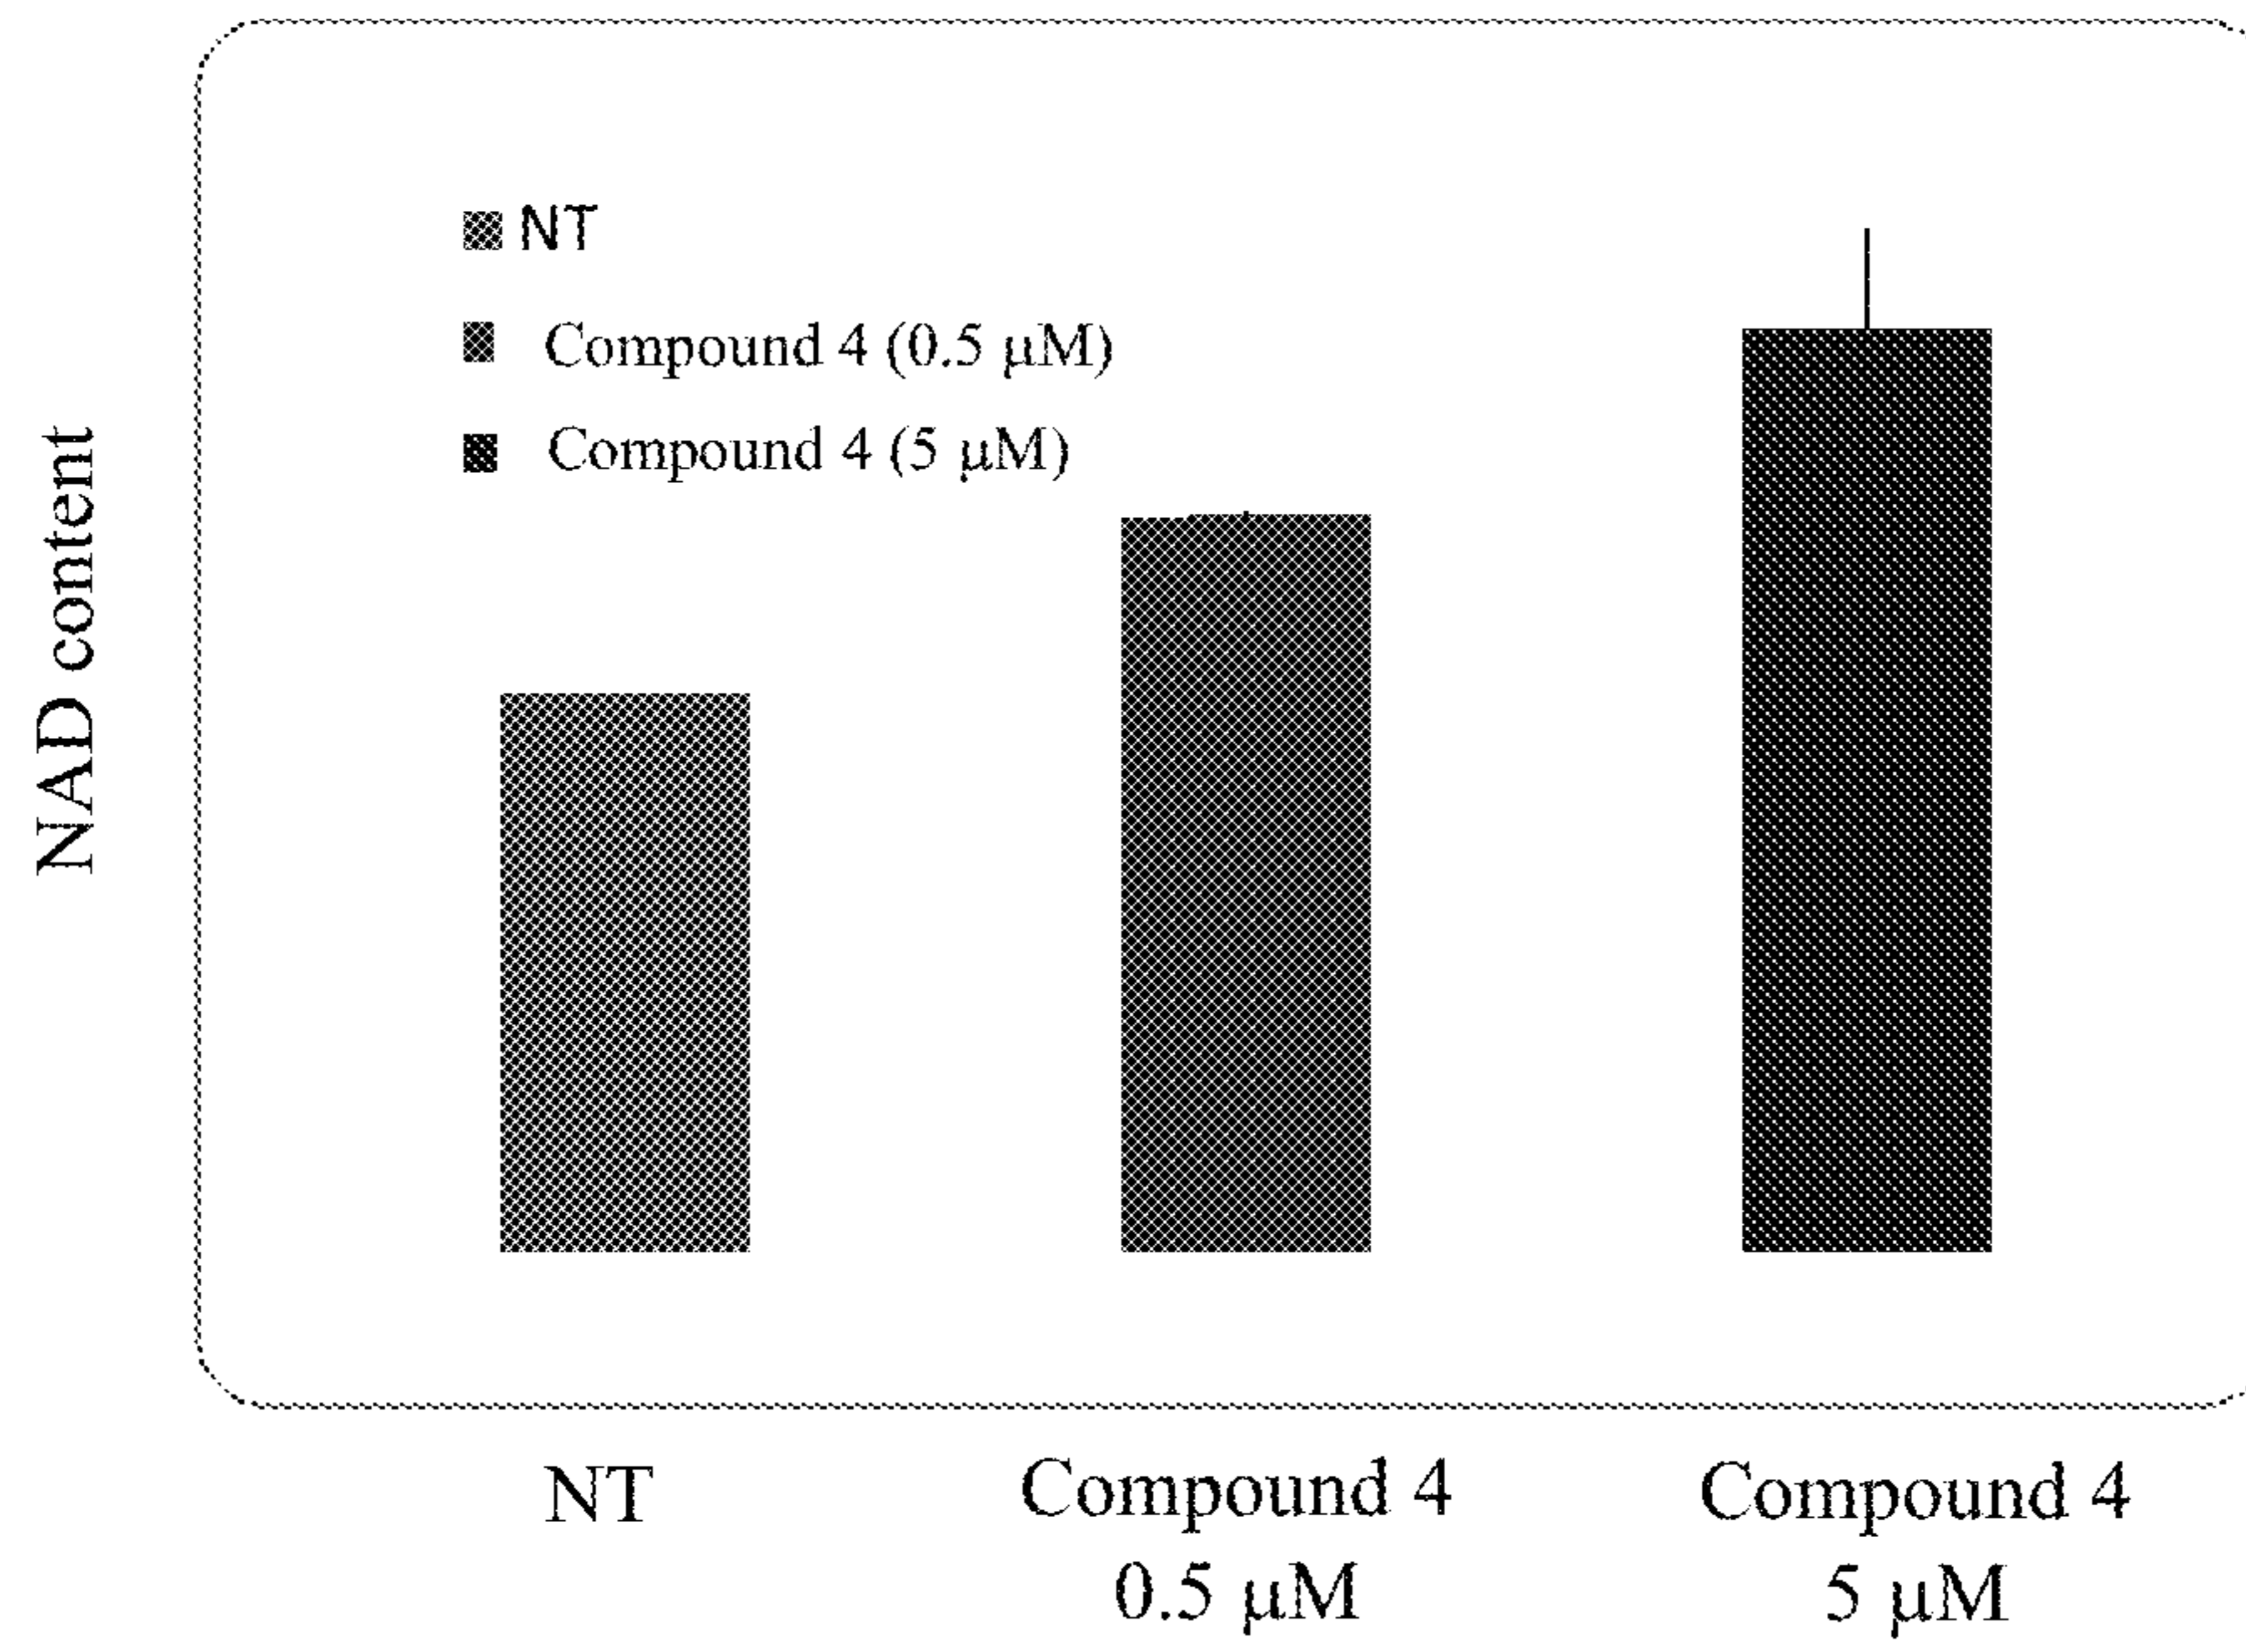 NT
Compound 4 (0.5 μM)
Compound 4 (5 μM)
NAD content
NT
Compound 4
0.5 μM
Compound 4
5 μM